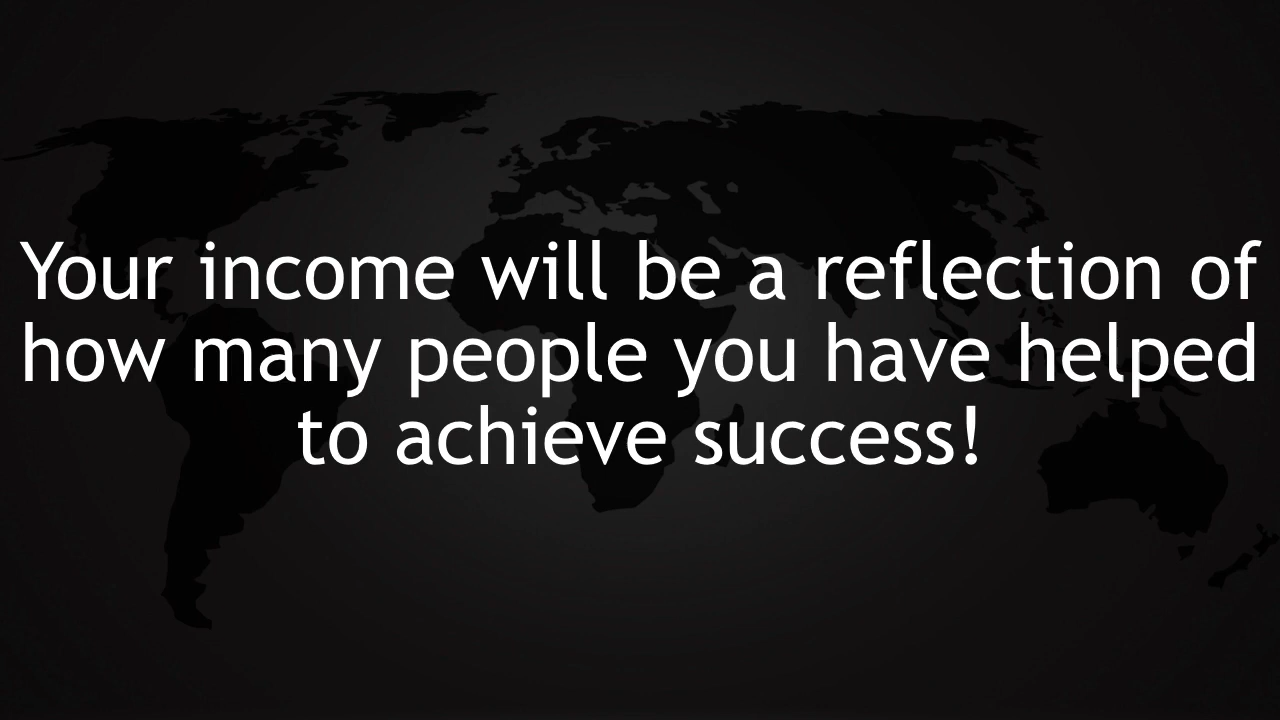 Your income will be a reflection of
how many people you have helped
to achieve success!